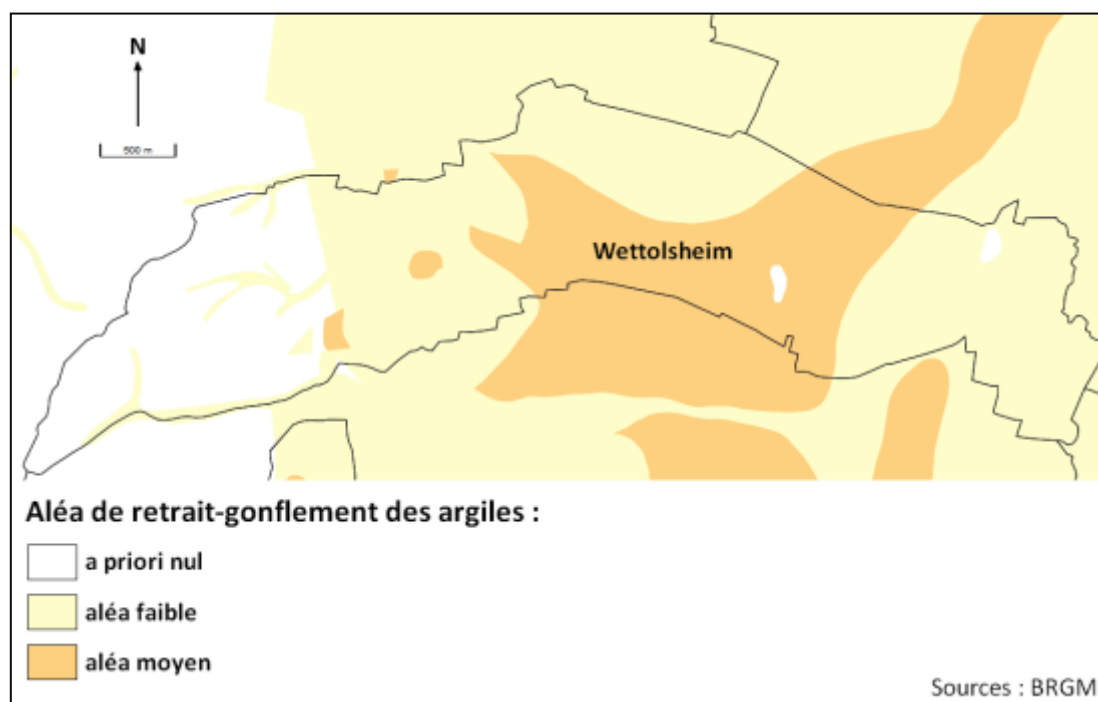 N
500 m
Wettolsheim
Aléa de retrait-gonflement des argiles :
a priori nul
aléa faible
aléa moyen
Sources : BRGM